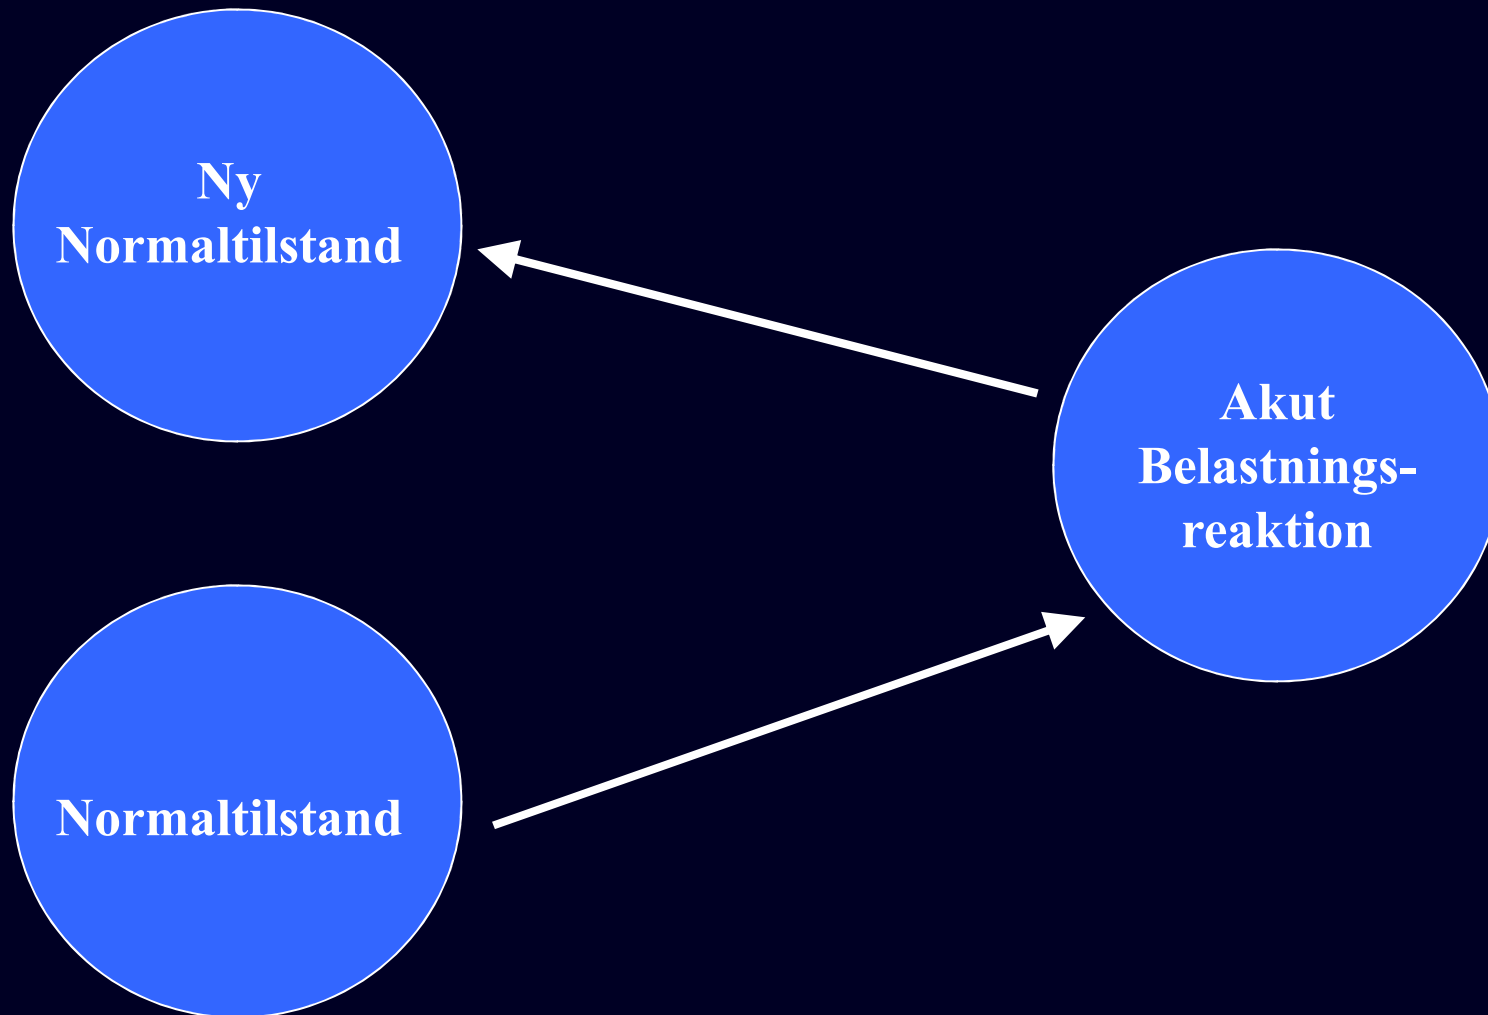 Ny
Normaltilstand
Akut
Belastnings-
reaktion
Normaltilstand